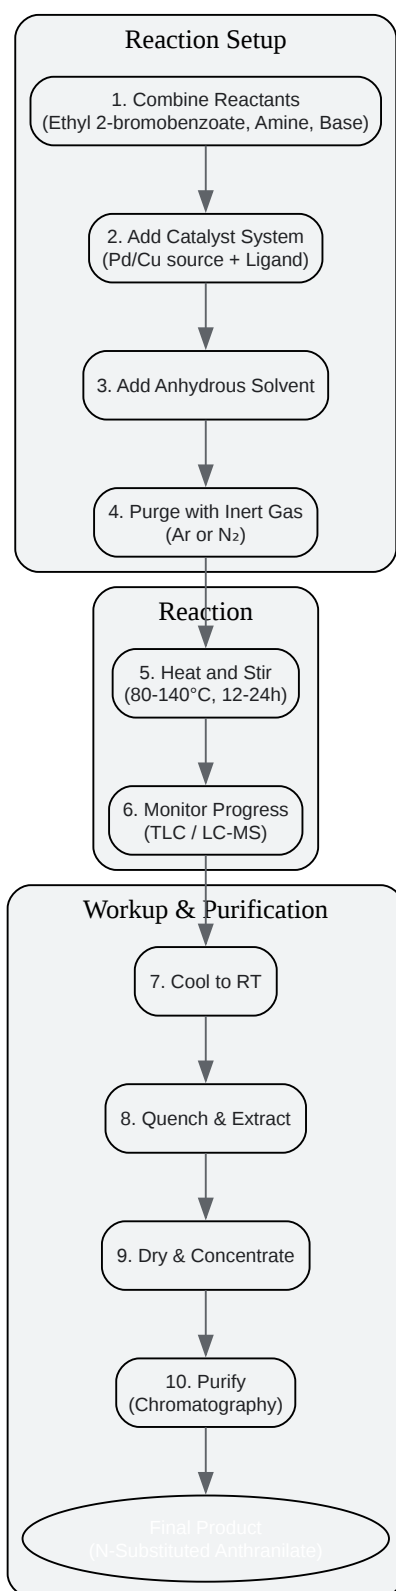 Reaction Setup
1. Combine Reactants
(Ethyl 2-bromobenzoate, Amine, Base)
2. Add Catalyst System
(Pd/Cu source + Ligand)
3. Add Anhydrous Solvent
4. Purge with Inert Gas
(Ar or N₂)
Reaction
5. Heat and Stir
(80-140°C, 12-24h)
6. Monitor Progress
(TLC / LC-MS)
Workup & Purification
7. Cool to RT
8. Quench & Extract
9. Dry & Concentrate
10. Purify
(Chromatography)
Final Product
(N-Substituted Anthranilate)